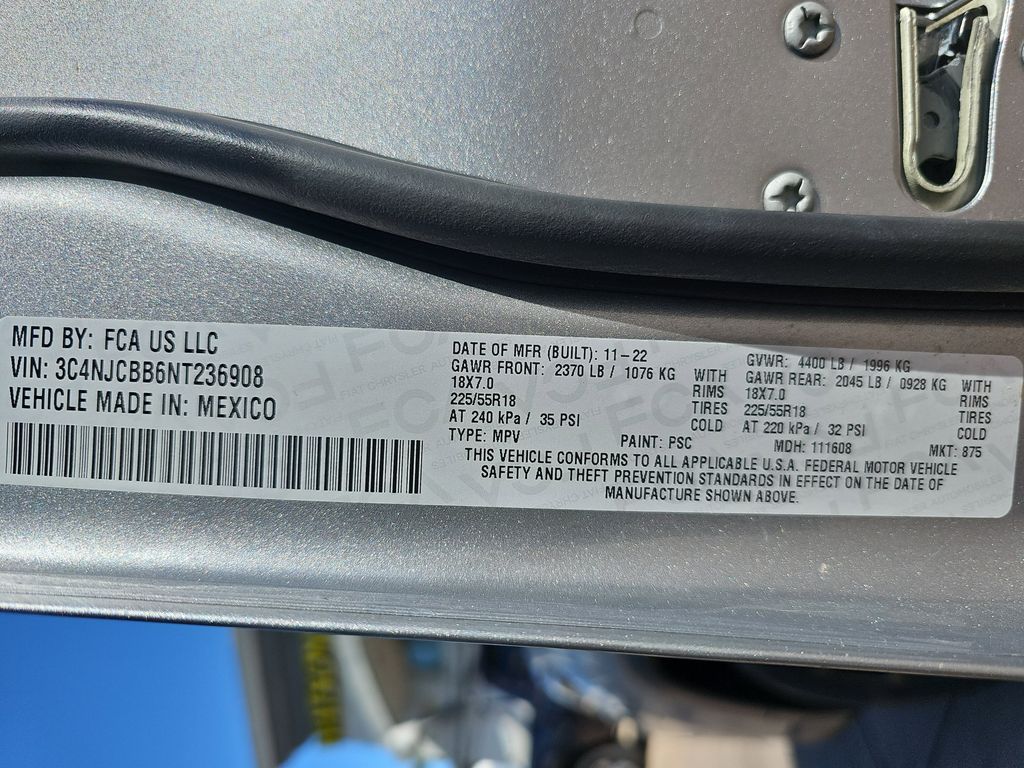 MFD BY: FCA US LLC
VIN: 3C4NJCBB6NT236908
VEHICLE MADE IN: MEXICO
DATE OF MFR (BUILT): 11-22
GVWR: 4400 LB / 1996 KG
GAWR FRONT: 2370 LB / 1076 KG WITH
GAWR REAR: 2045 LB / 0928 KG WITH
18X7.0 RIMS 18X7.0 RIMS
225/55R18 TIRES 225/55R18 TIRES
AT 240 kPa / 35 PSI COLD AT 220 kPa / 32 PSI COLD
TYPE: MPV PAINT: PSC MDH: 111608 MKT: 875
THIS VEHICLE CONFORMS TO ALL APPLICABLE U.S.A. FEDERAL MOTOR VEHICLE
SAFETY AND THEFT PREVENTION STANDARDS IN EFFECT ON THE DATE OF
MANUFACTURE SHOWN ABOVE.